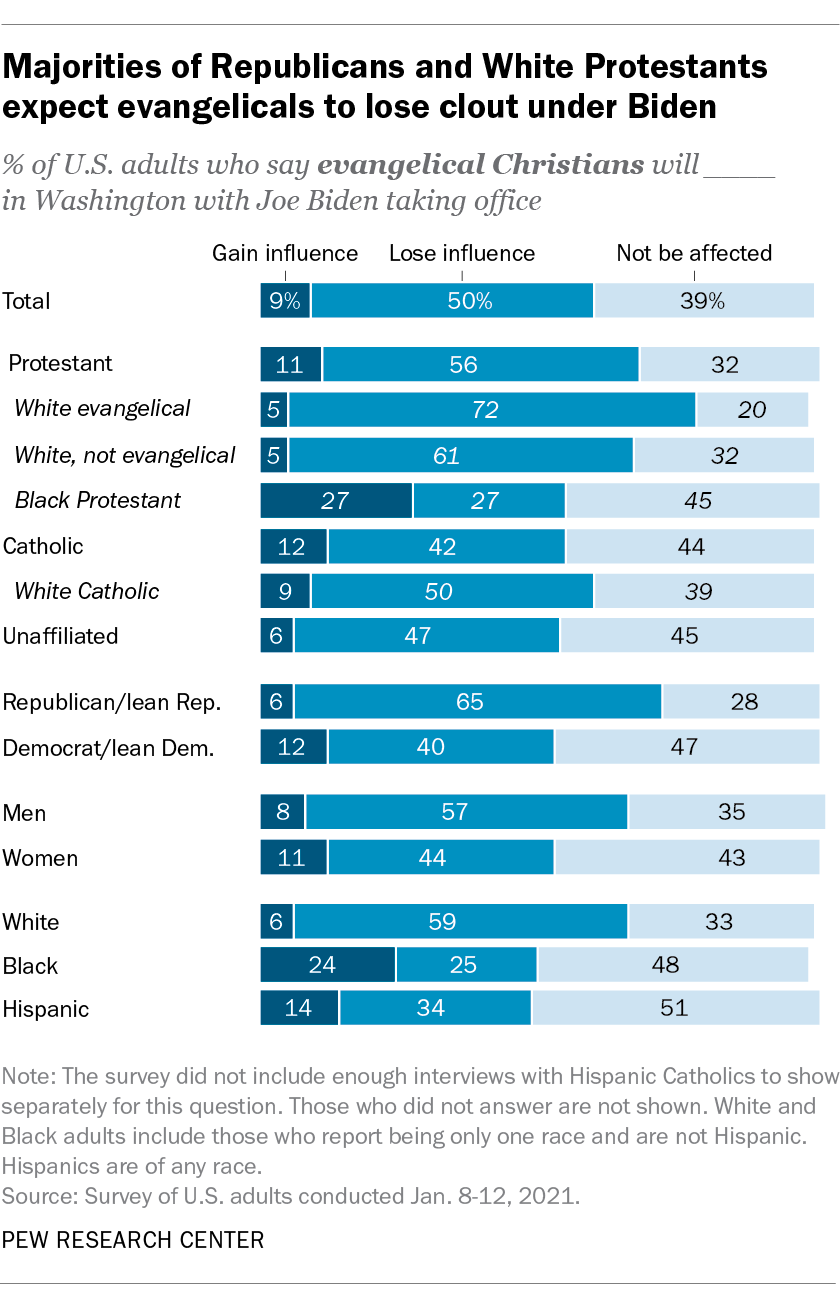 Majorities of Republicans and White Protestants
expect evangelicals to lose clout under Biden
% of U.S. adults who say evangelical Christians will ____
in Washington with Joe Biden taking office
Gain influence Lose influence Not be affected
Total 9% 50% 39%
Protestant 11 56 32
White evangelical 5 72 20
White, not evangelical 5 61 32
Black Protestant 27 27 45
Catholic 12 42 44
White Catholic 9 50 39
Unaffiliated 6 47 45
Republican/lean Rep. 6 65 28
Democrat/lean Dem. 12 40 47
Men 8 57 35
Women 11 44 43
White 6 59 33
Black 24 25 48
Hispanic 14 34 51
Note: The survey did not include enough interviews with Hispanic Catholics to show
separately for this question. Those who did not answer are not shown. White and
Black adults include those who report being only one race and are not Hispanic.
Hispanics are of any race.
Source: Survey of U.S. adults conducted Jan. 8-12, 2021.
PEW RESEARCH CENTER